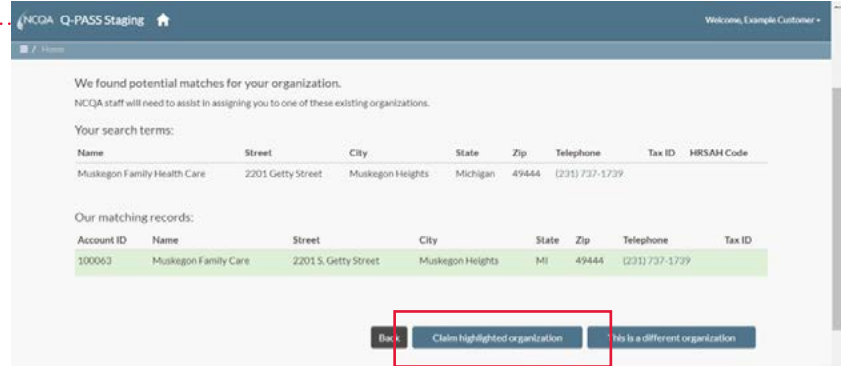 NCQA Q-PASS Staging Welcome, Example Customer
/ Home
We found potential matches for your organization.
NCQA staff will need to assist in assigning you to one of these existing organizations.
Your search terms:
Name Street City State Zip Telephone Tax ID HRSAH Code
Muskegon Family Health Care 2201 Getty Street Muskegon Heights Michigan 49444 (231) 737-1739
Our matching records:
Account ID Name Street City State Zip Telephone Tax ID
100063 Muskegon Family Care 2201 S. Getty Street Muskegon Heights MI 49444 (231) 737-1739
Back Claim highlighted organization This is a different organization